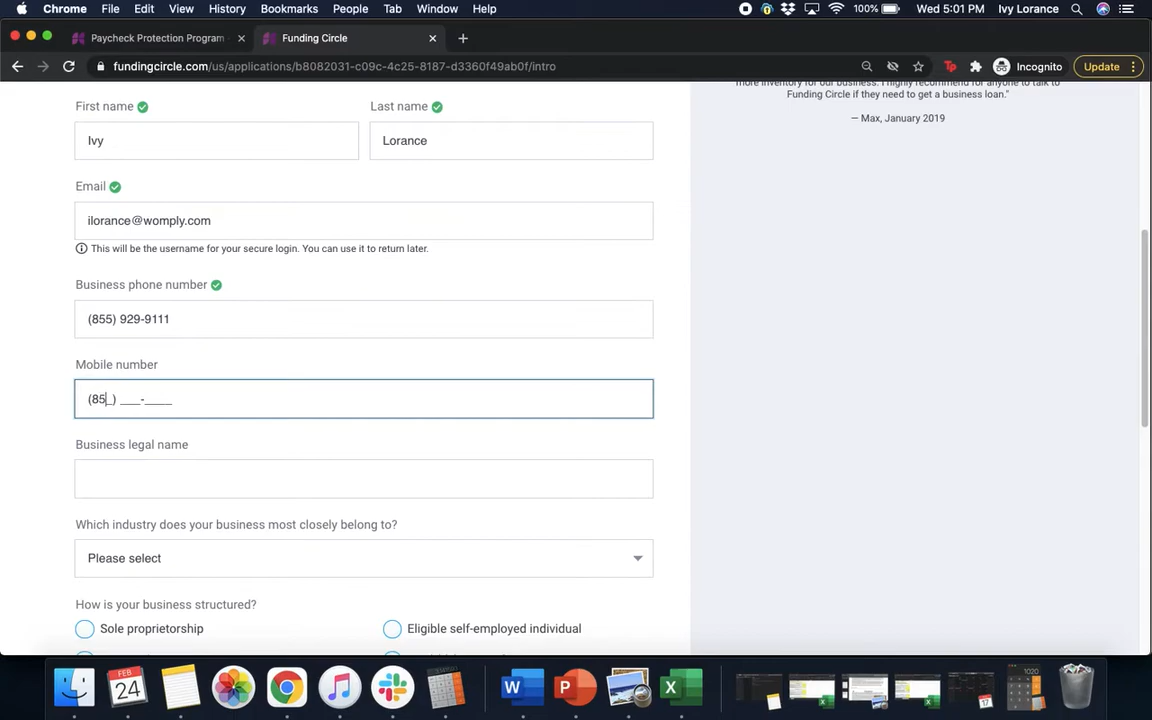 Chrome File Edit View History Bookmarks People Tab Window Help 100% Wed 5:01 PM Ivy Lorance
Paycheck Protection Program Funding Circle
fundingcircle.com/us/applications/b8082031-c09c-4c25-8187-d3360f49ab0f/intro Incognito Update
more inventory for our business. I highly recommend for anyone to talk to
Funding Circle if they need to get a business loan."
— Max, January 2019
First name Last name
Ivy Lorance
Email
ilorance@womply.com
This will be the username for your secure login. You can use it to return later.
Business phone number
(855) 929-9111
Mobile number
(85_) ___-____
Business legal name
Which industry does your business most closely belong to?
Please select
How is your business structured?
Sole proprietorship Eligible self-employed individual
FEB
24
W P X
17
1020